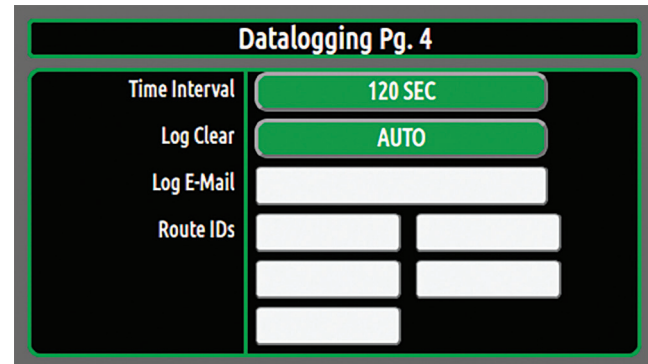 Datalogging Pg. 4
Time Interval 120 SEC
Log Clear AUTO
Log E-Mail
Route IDs